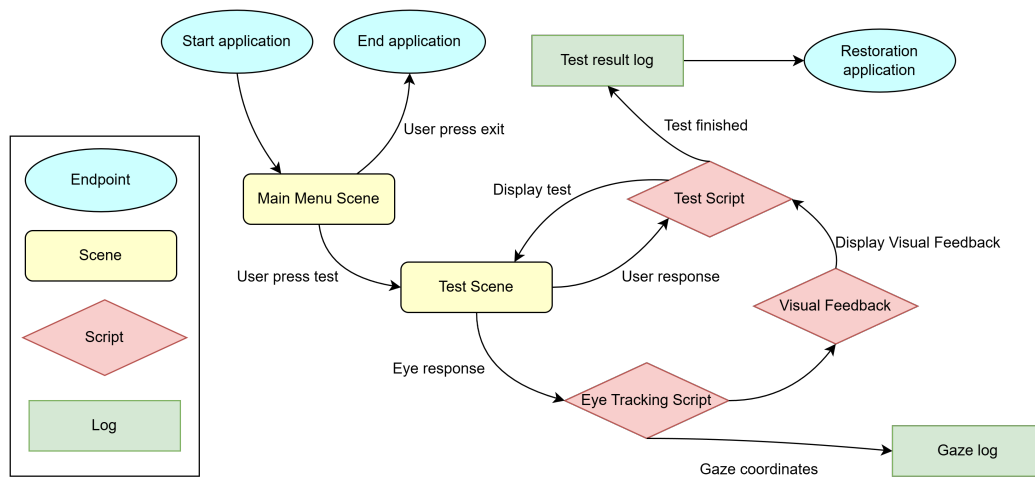 Start application
End application
Test result log
Restoration
application
User press exit
Test finished
Endpoint
Main Menu Scene
Display test
Test Script
Scene
User press test
Test Scene
User response
Display Visual Feedback
Visual Feedback
Script
Eye response
Eye Tracking Script
Log
Gaze coordinates
Gaze log